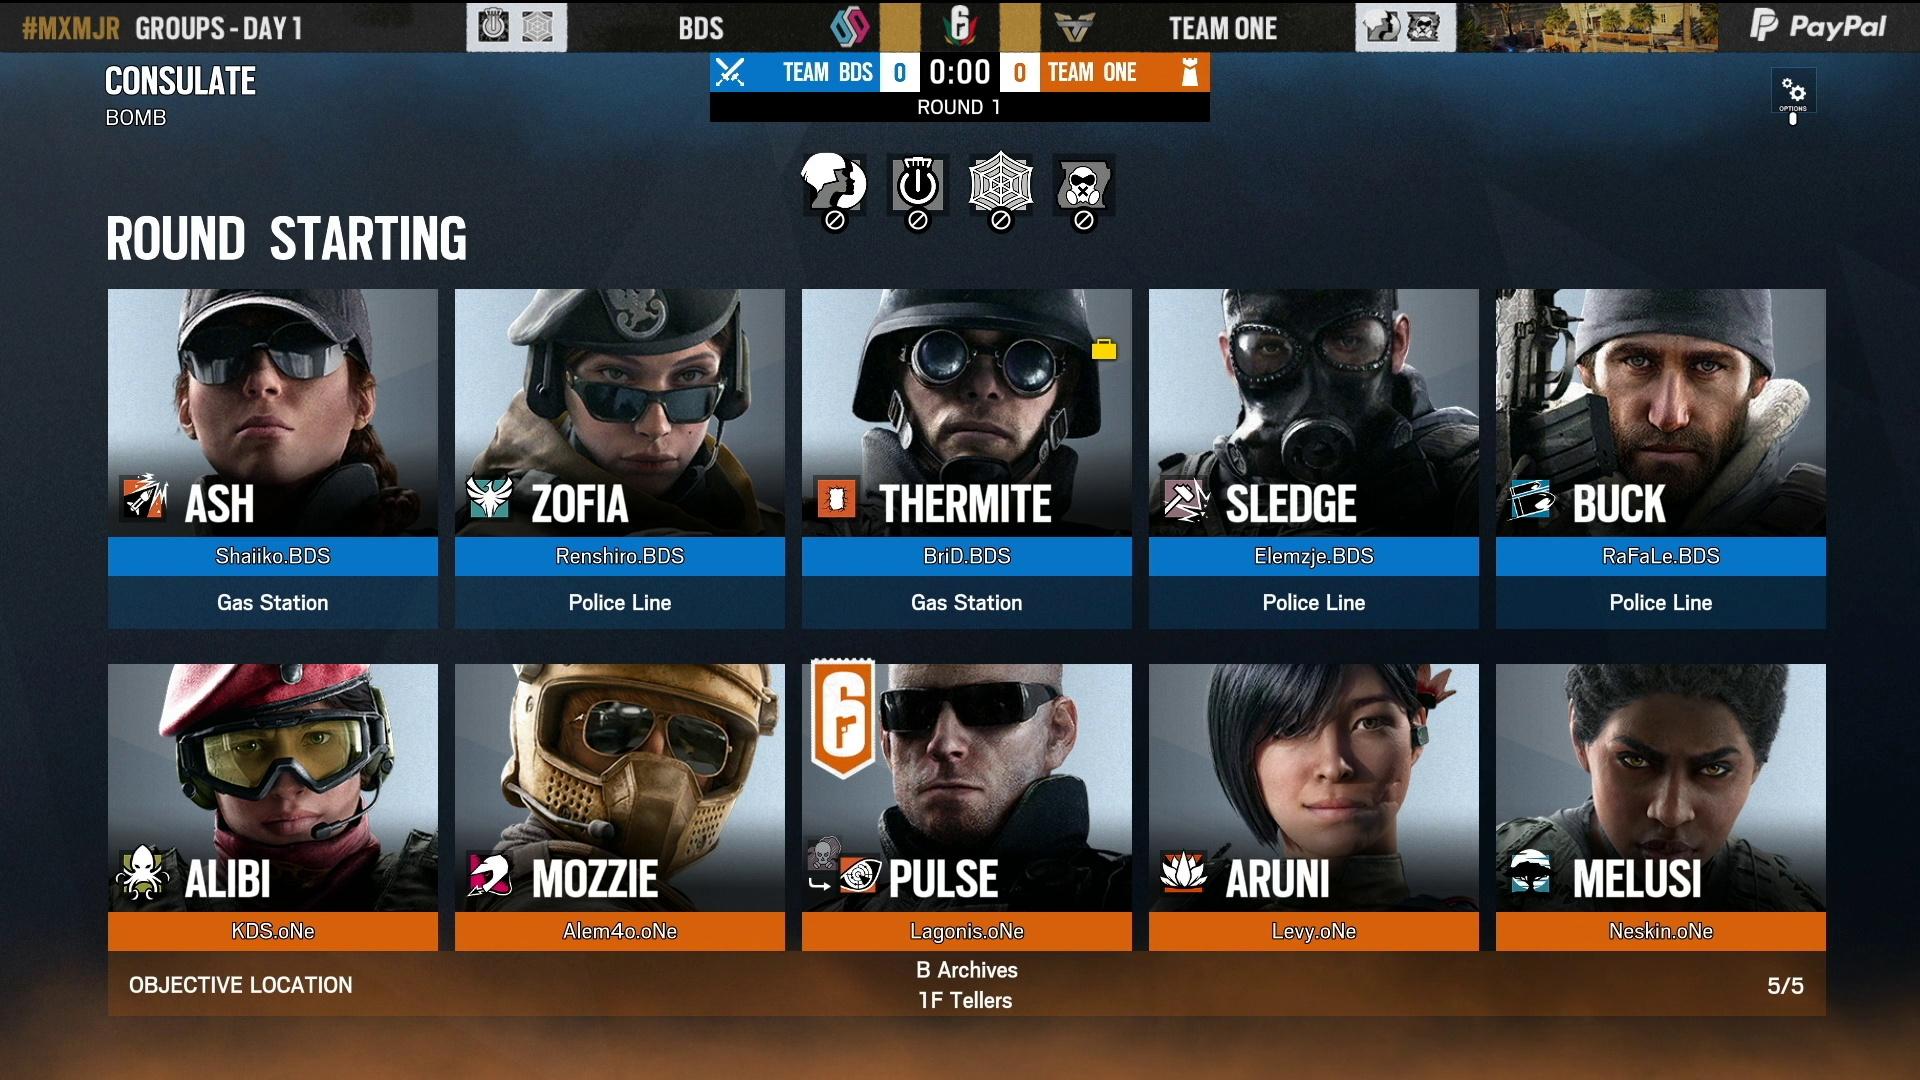 #MXMJR GROUPS - DAY 1
BDS
6
TEAM ONE
PayPal
CONSULATE
BOMB
TEAM BDS 0 0:00 0 TEAM ONE
ROUND 1
OPTIONS
ROUND STARTING
ASH
Shaiiko.BDS
Gas Station
ZOFIA
Renshiro.BDS
Police Line
THERMITE
BriD.BDS
Gas Station
SLEDGE
Elemzje.BDS
Police Line
BUCK
RaFaLe.BDS
Police Line
ALIBI
KDS.oNe
MOZZIE
Alem4o.oNe
6
PULSE
Lagonis.oNe
ARUNI
Levy.oNe
MELUSI
Neskin.oNe
OBJECTIVE LOCATION
B Archives
1F Tellers
5/5